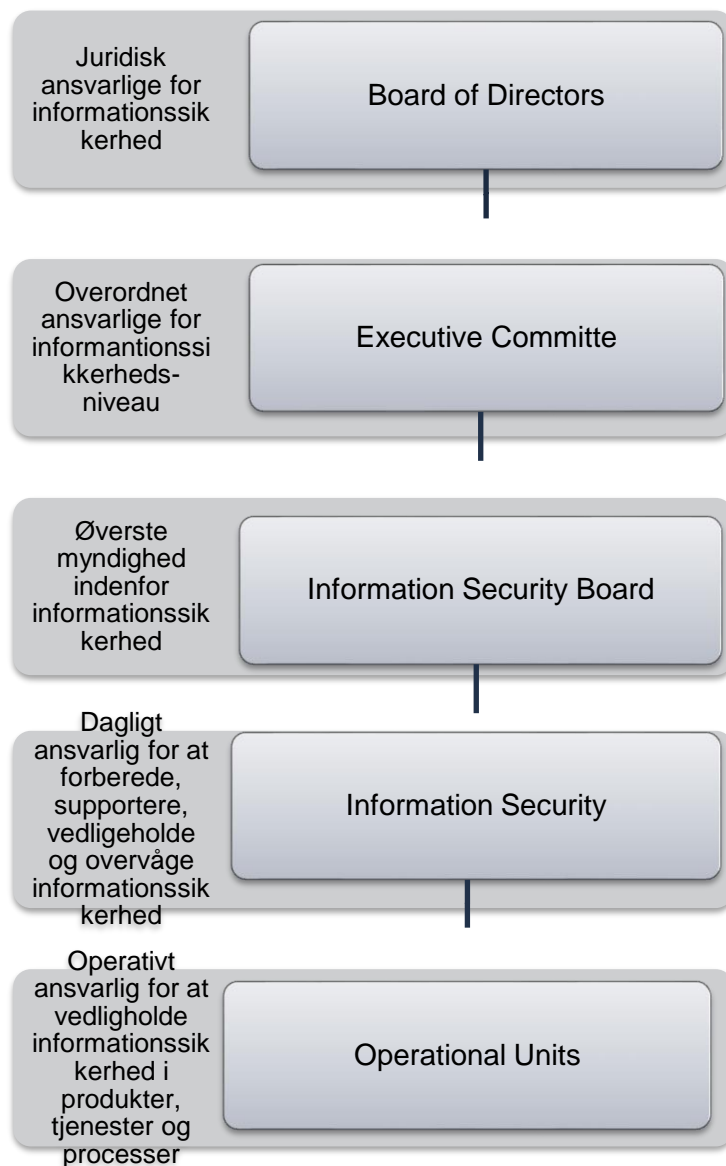 Juridisk
ansvarlige for
informationssik
kerhed
Board of Directors
Overordnet
ansvarlige for
informantionssi
kkerheds-
niveau
Executive Committe
Øverste
myndighed
indenfor
informationssik
kerhed
Information Security Board
Dagligt
ansvarlig for at
forberede,
supportere,
vedligeholde
og overvåge
informationssik
kerhed
Information Security
Operativt
ansvarlig for at
vedligholde
informationssik
kerhed i
produkter,
tjenester og
processer
Operational Units